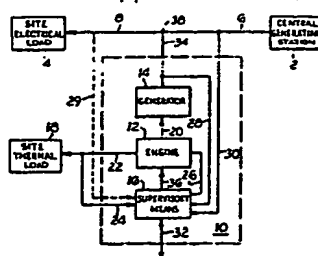 8
38
6
SITE
ELECTRICAL
LOAD
CENTRAL
GENERATING
STATION
4
34
2
29
14
GENERATOR
12
20
28
18
SITE
THERMAL
LOAD
ENGINE
30
22
16
36
26
SUPERVISORY
MEANS
24
10
32